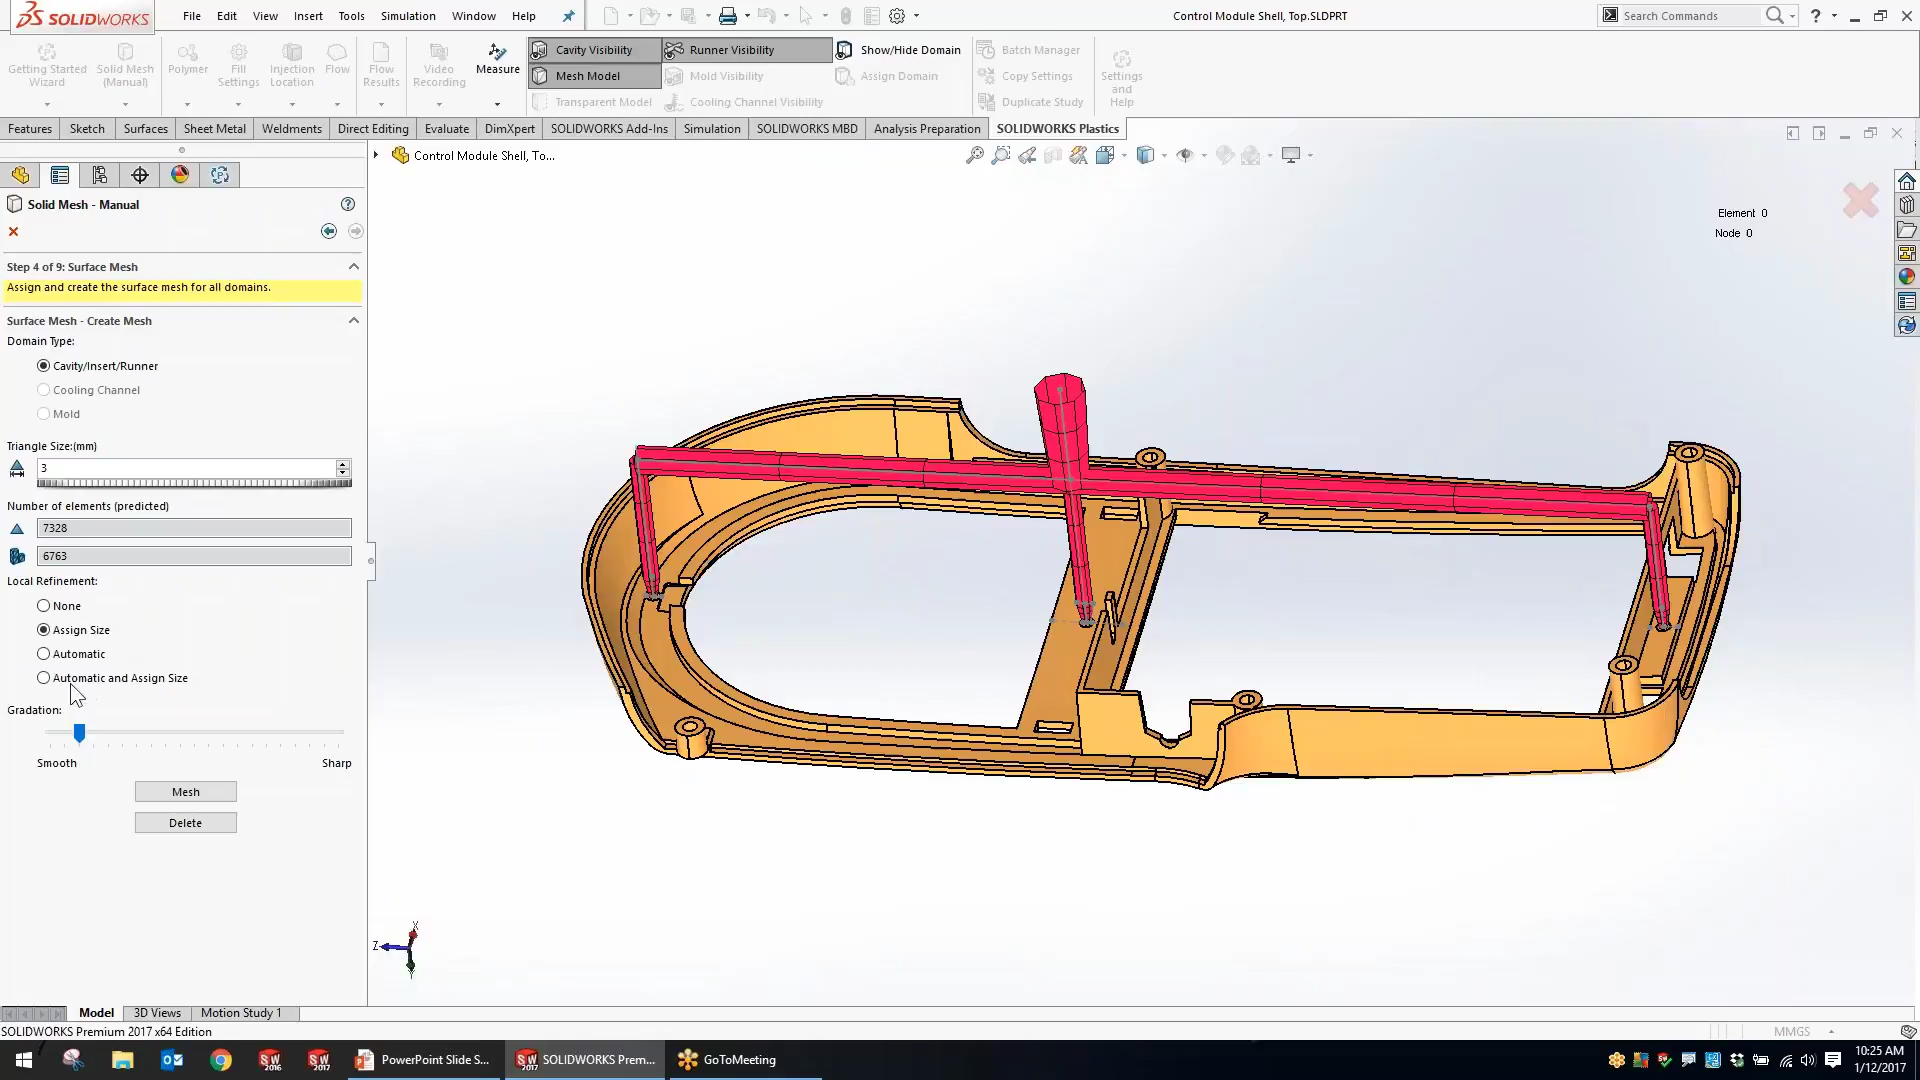 SOLIDWORKS
File Edit View Insert Tools Simulation Window Help
Control Module Shell, Top.SLDPRT
Search Commands
Getting Started Wizard
Solid Mesh (Manual)
Polymer
Fill Settings
Injection Location
Flow
Flow Results
Video Recording
Measure
Cavity Visibility
Runner Visibility
Show/Hide Domain
Mesh Model
Mold Visibility
Assign Domain
Transparent Model
Cooling Channel Visibility
Batch Manager
Copy Settings
Duplicate Study
Settings and Help
Features Sketch Surfaces Sheet Metal Weldments Direct Editing Evaluate DimXpert SOLIDWORKS Add-Ins Simulation SOLIDWORKS MBD Analysis Preparation SOLIDWORKS Plastics
Control Module Shell, To...
Solid Mesh - Manual
Step 4 of 9: Surface Mesh
Assign and create the surface mesh for all domains.
Surface Mesh - Create Mesh
Domain Type:
Cavity/Insert/Runner
Cooling Channel
Mold
Triangle Size:(mm)
3
Number of elements (predicted)
7328
6763
Local Refinement:
None
Assign Size
Automatic
Automatic and Assign Size
Gradation:
Smooth Sharp
Mesh
Delete
Element 0
Node 0
X
Z
Y
Model 3D Views Motion Study 1
SOLIDWORKS Premium 2017 x64 Edition
MMGS
PowerPoint Slide S...
SOLIDWORKS Prem...
GoToMeeting
10:25 AM
1/12/2017